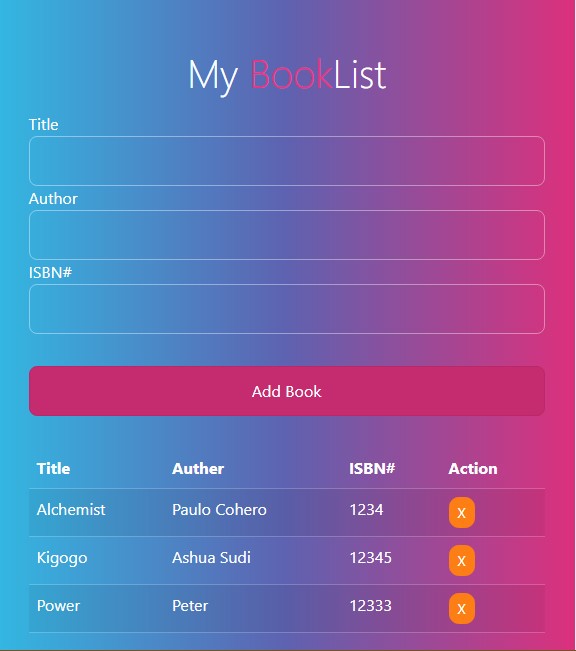 My BookList
Title
Author
ISBN#
Add Book
Title Auther ISBN# Action
Alchemist Paulo Cohero 1234 X
Kigogo Ashua Sudi 12345 X
Power Peter 12333 X